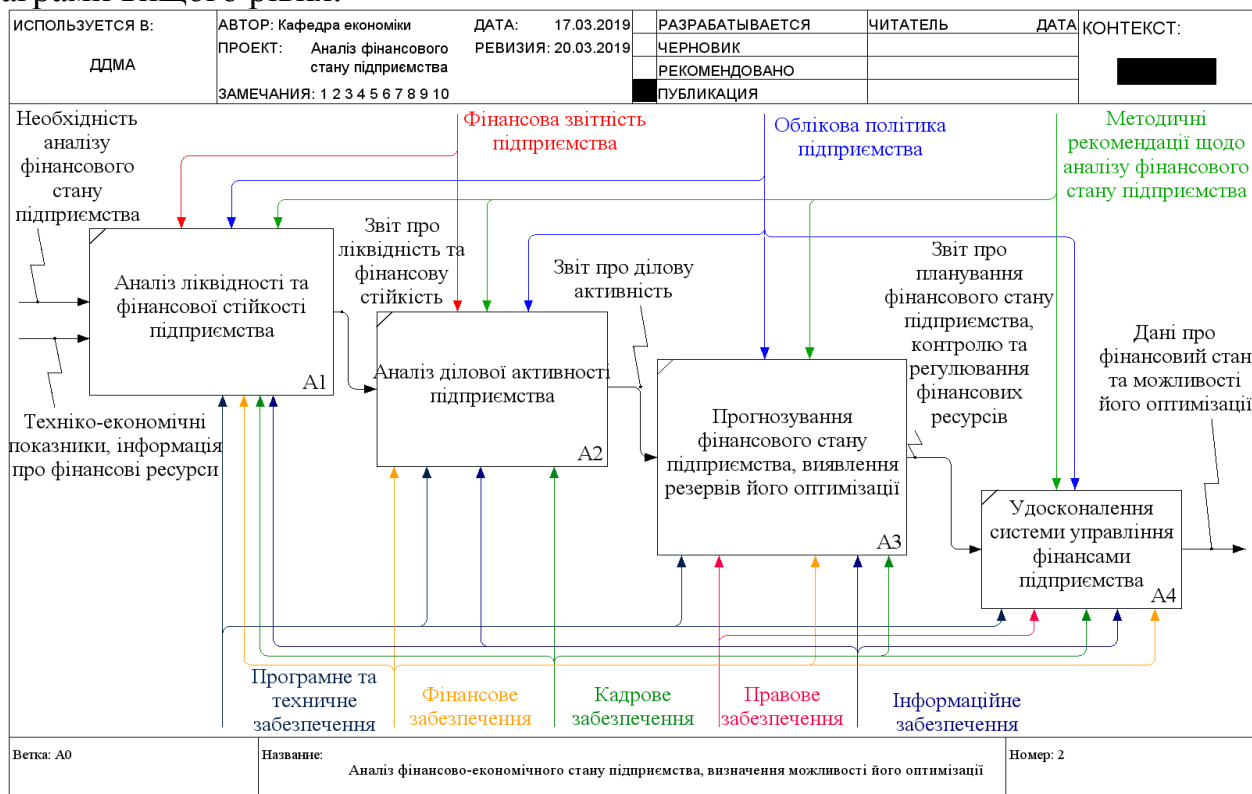 ИСПОЛЬЗУЕТСЯ В:
ДДМА
АВТОР: Кафедра економіки
ДАТА: 17.03.2019
ПРОЕКТ: Аналіз фінансового
стану підприємства
РЕВИЗИЯ: 20.03.2019
ЗАМЕЧАНИЯ: 1 2 3 4 5 6 7 8 9 10
РАЗРАБАТЫВАЕТСЯ
ЧЕРНОВИК
РЕКОМЕНДОВАНО
ПУБЛИКАЦИЯ
ЧИТАТЕЛЬ
ДАТА
КОНТЕКСТ:
Необхідність
аналізу
фінансового
стану
підприємства
Фінансова звітність
підприємства
Облікова політика
підприємства
Методичні
рекомендації щодо
аналізу фінансового
стану підприємства
Аналіз ліквідності та
фінансової стійкості
підприємства
A1
Звіт про
ліквідність та
фінансову
стійкість
Звіт про ділову
активність
Звіт про
планування
фінансового стану
підприємства,
контролю та
регулювання
фінансових
ресурсів
Дані про
фінансовий стан
та можливості
його оптимізації
Аналіз ділової активності
підприємства
A2
Техніко-економічні
показники, інформація
про фінансові ресурси
Прогнозування
фінансового стану
підприємства, виявлення
резервів його оптимізації
A3
Удосконалення
системи управління
фінансами
підприємства
A4
Програмне та
техничне
забезпечення
Фінансове
забезпечення
Кадрове
забезпечення
Правове
забезпечення
Інформаційне
забезпечення
Ветка: A0
Название:
Аналіз фінансово-економічного стану підприємства, визначення можливості його оптимізації
Номер: 2